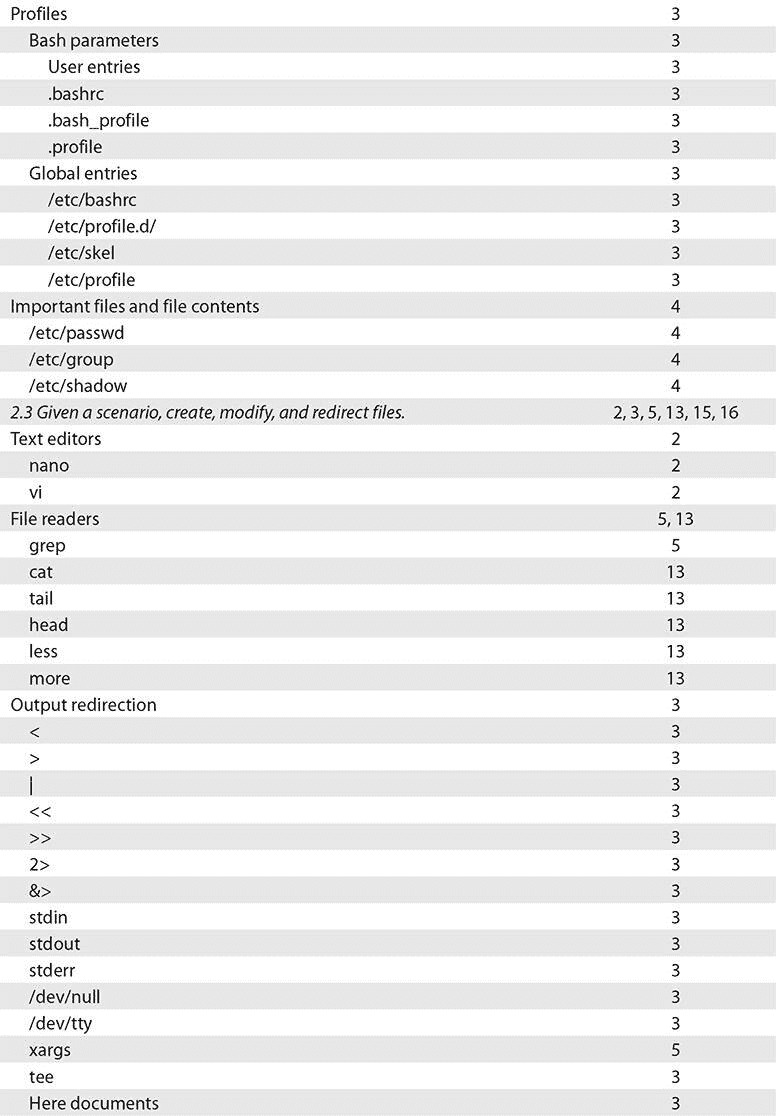 Profiles 3
Bash parameters 3
User entries 3
.bashrc 3
.bash_profile 3
.profile 3
Global entries 3
/etc/bashrc 3
/etc/profile.d/ 3
/etc/skel 3
/etc/profile 3
Important files and file contents 4
/etc/passwd 4
/etc/group 4
/etc/shadow 4
2.3 Given a scenario, create, modify, and redirect files. 2, 3, 5, 13, 15, 16
Text editors 2
nano 2
vi 2
File readers 5, 13
grep 5
cat 13
tail 13
head 13
less 13
more 13
Output redirection 3
< 3
> 3
| 3
<< 3
>> 3
2> 3
&> 3
stdin 3
stdout 3
stderr 3
/dev/null 3
/dev/tty 3
xargs 5
tee 3
Here documents 3